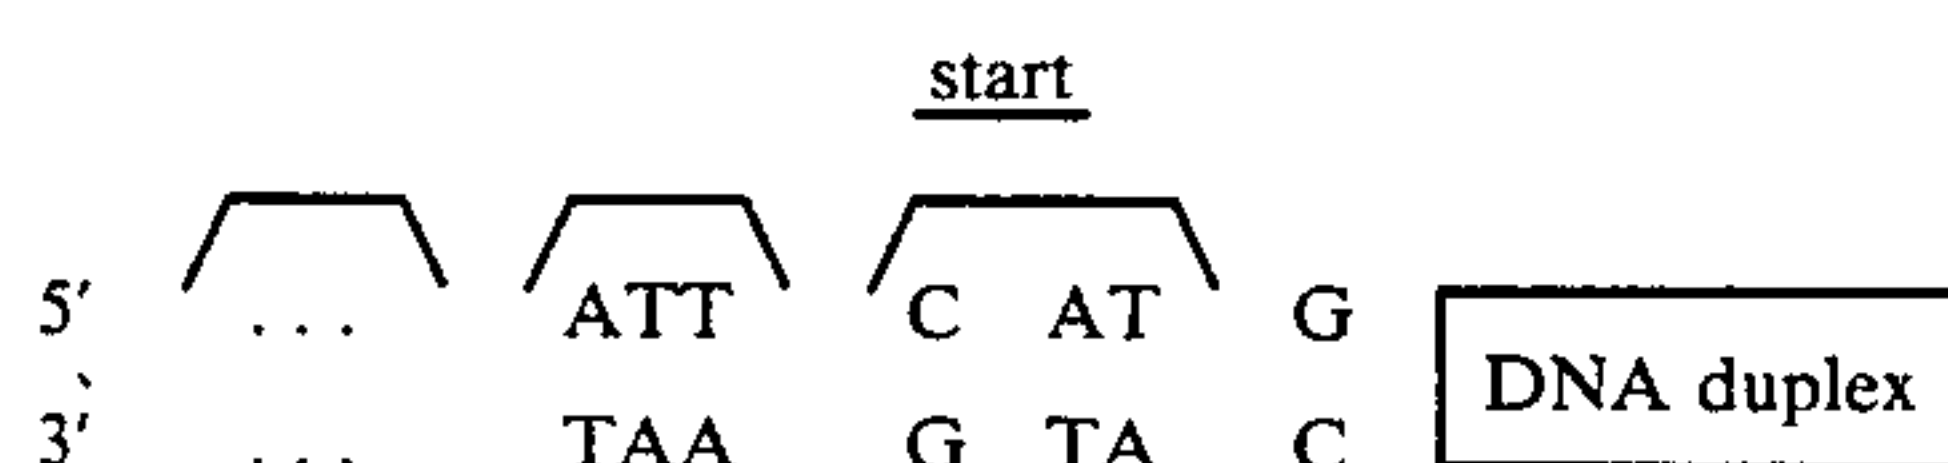 start
5′ ... ATT C AT G
DNA duplex
3′ ... TAA G TA C